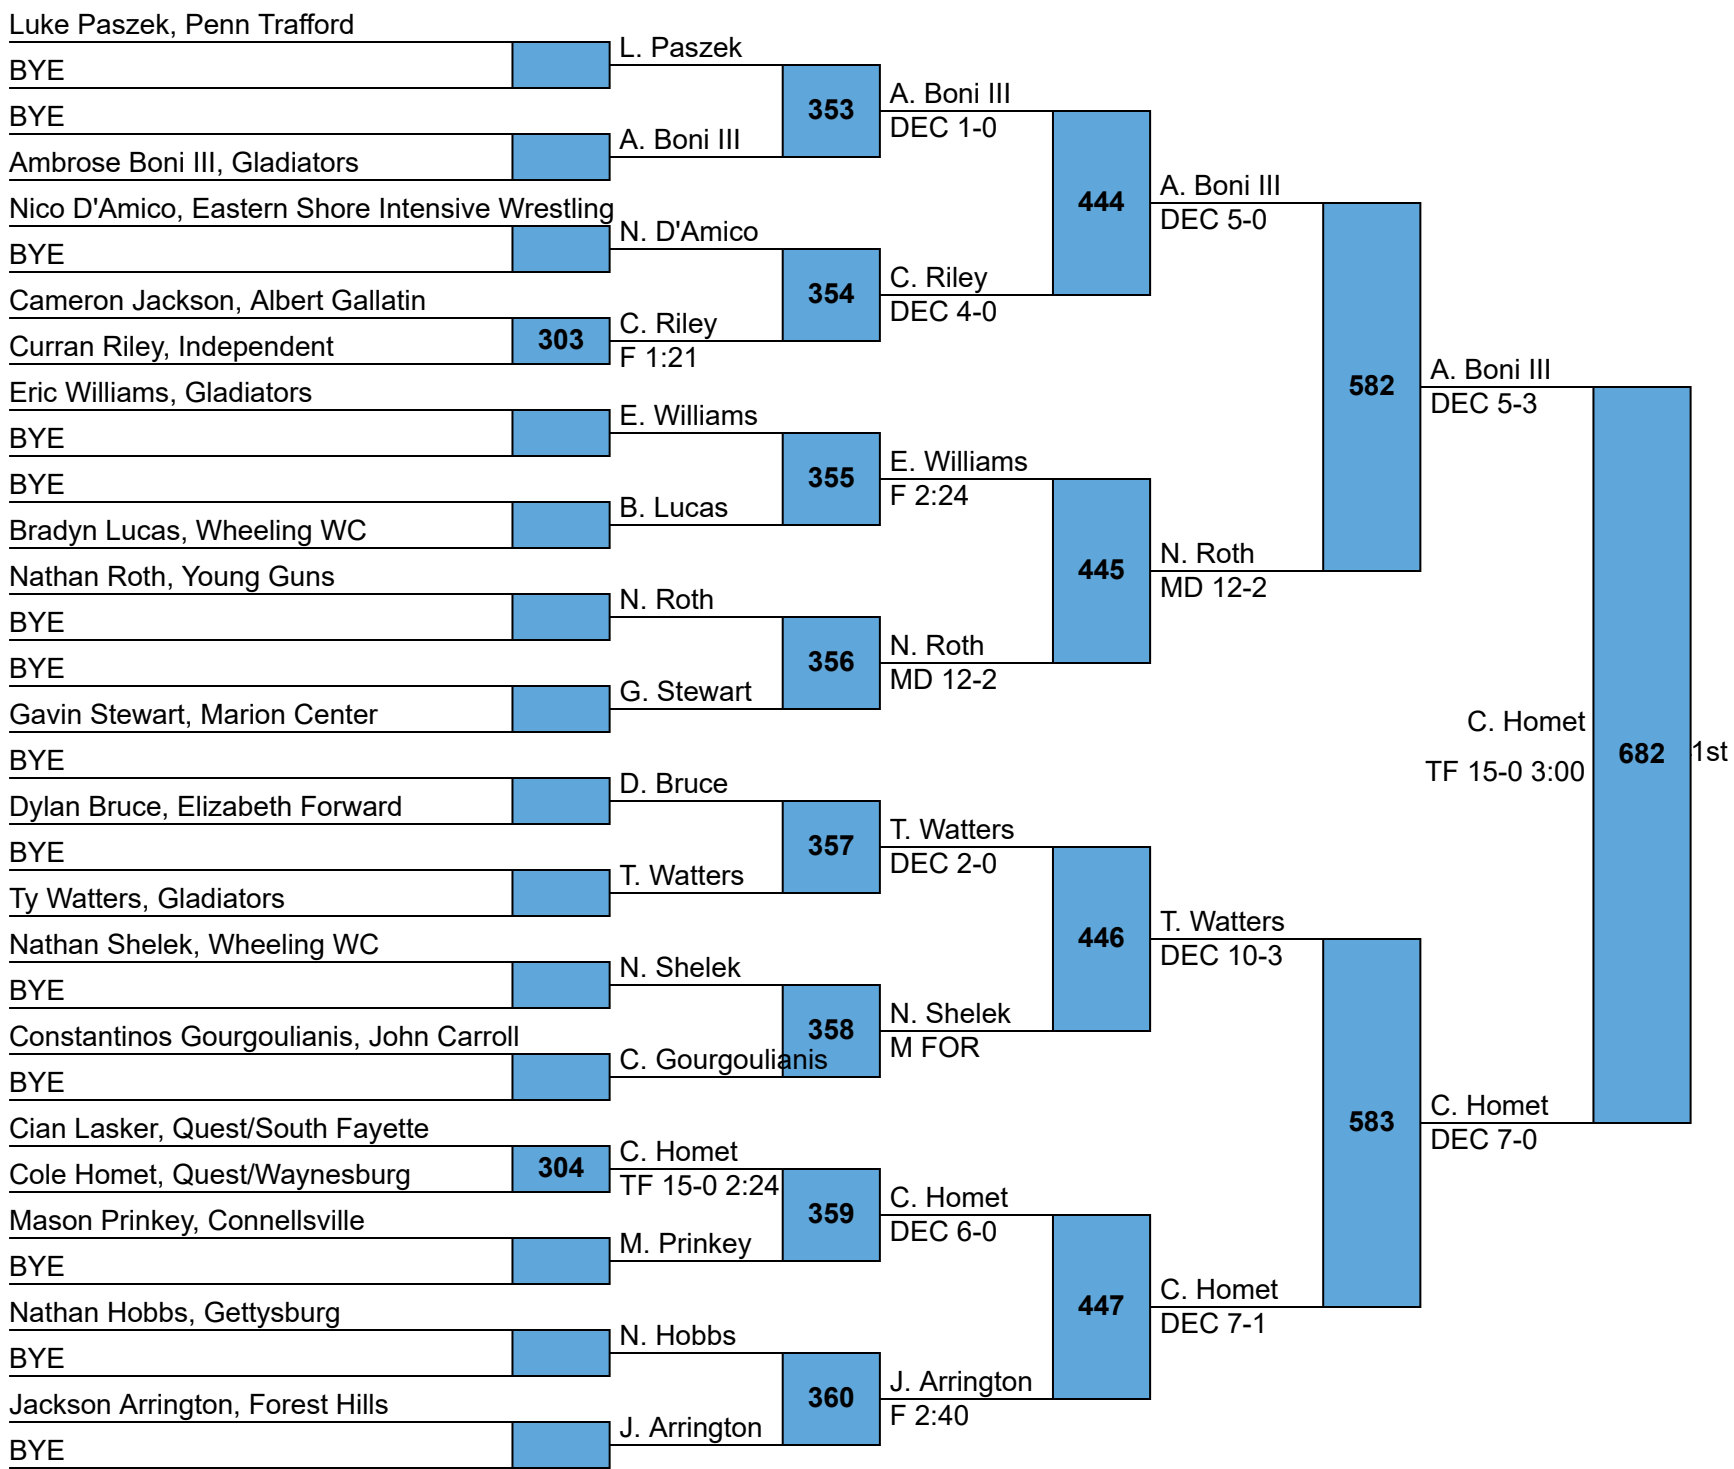 Luke Paszek, Penn Trafford
BYE
BYE
Ambrose Boni III, Gladiators
Nico D'Amico, Eastern Shore Intensive Wrestling
BYE
Cameron Jackson, Albert Gallatin
Curran Riley, Independent
Eric Williams, Gladiators
BYE
BYE
Bradyn Lucas, Wheeling WC
Nathan Roth, Young Guns
BYE
BYE
Gavin Stewart, Marion Center
BYE
Dylan Bruce, Elizabeth Forward
BYE
Ty Watters, Gladiators
Nathan Shelek, Wheeling WC
BYE
Constantinos Gourgoulianis, John Carroll
BYE
Cian Lasker, Quest/South Fayette
Cole Homet, Quest/Waynesburg
Mason Prinkey, Connellsville
BYE
Nathan Hobbs, Gettysburg
BYE
Jackson Arrington, Forest Hills
BYE
303
304
L. Paszek
A. Boni III
N. D'Amico
C. Riley
F 1:21
E. Williams
B. Lucas
N. Roth
G. Stewart
D. Bruce
T. Watters
N. Shelek
C. Gourgoulianis
C. Homet
TF 15-0 2:24
M. Prinkey
N. Hobbs
J. Arrington
353
354
355
356
357
358
359
360
A. Boni III
DEC 1-0
C. Riley
DEC 4-0
E. Williams
F 2:24
N. Roth
MD 12-2
T. Watters
DEC 2-0
N. Shelek
M FOR
C. Homet
DEC 6-0
J. Arrington
F 2:40
444
445
446
447
A. Boni III
DEC 5-0
N. Roth
MD 12-2
T. Watters
DEC 10-3
C. Homet
DEC 7-1
582
583
A. Boni III
DEC 5-3
C. Homet
DEC 7-0
C. Homet
TF 15-0 3:00
682
1st